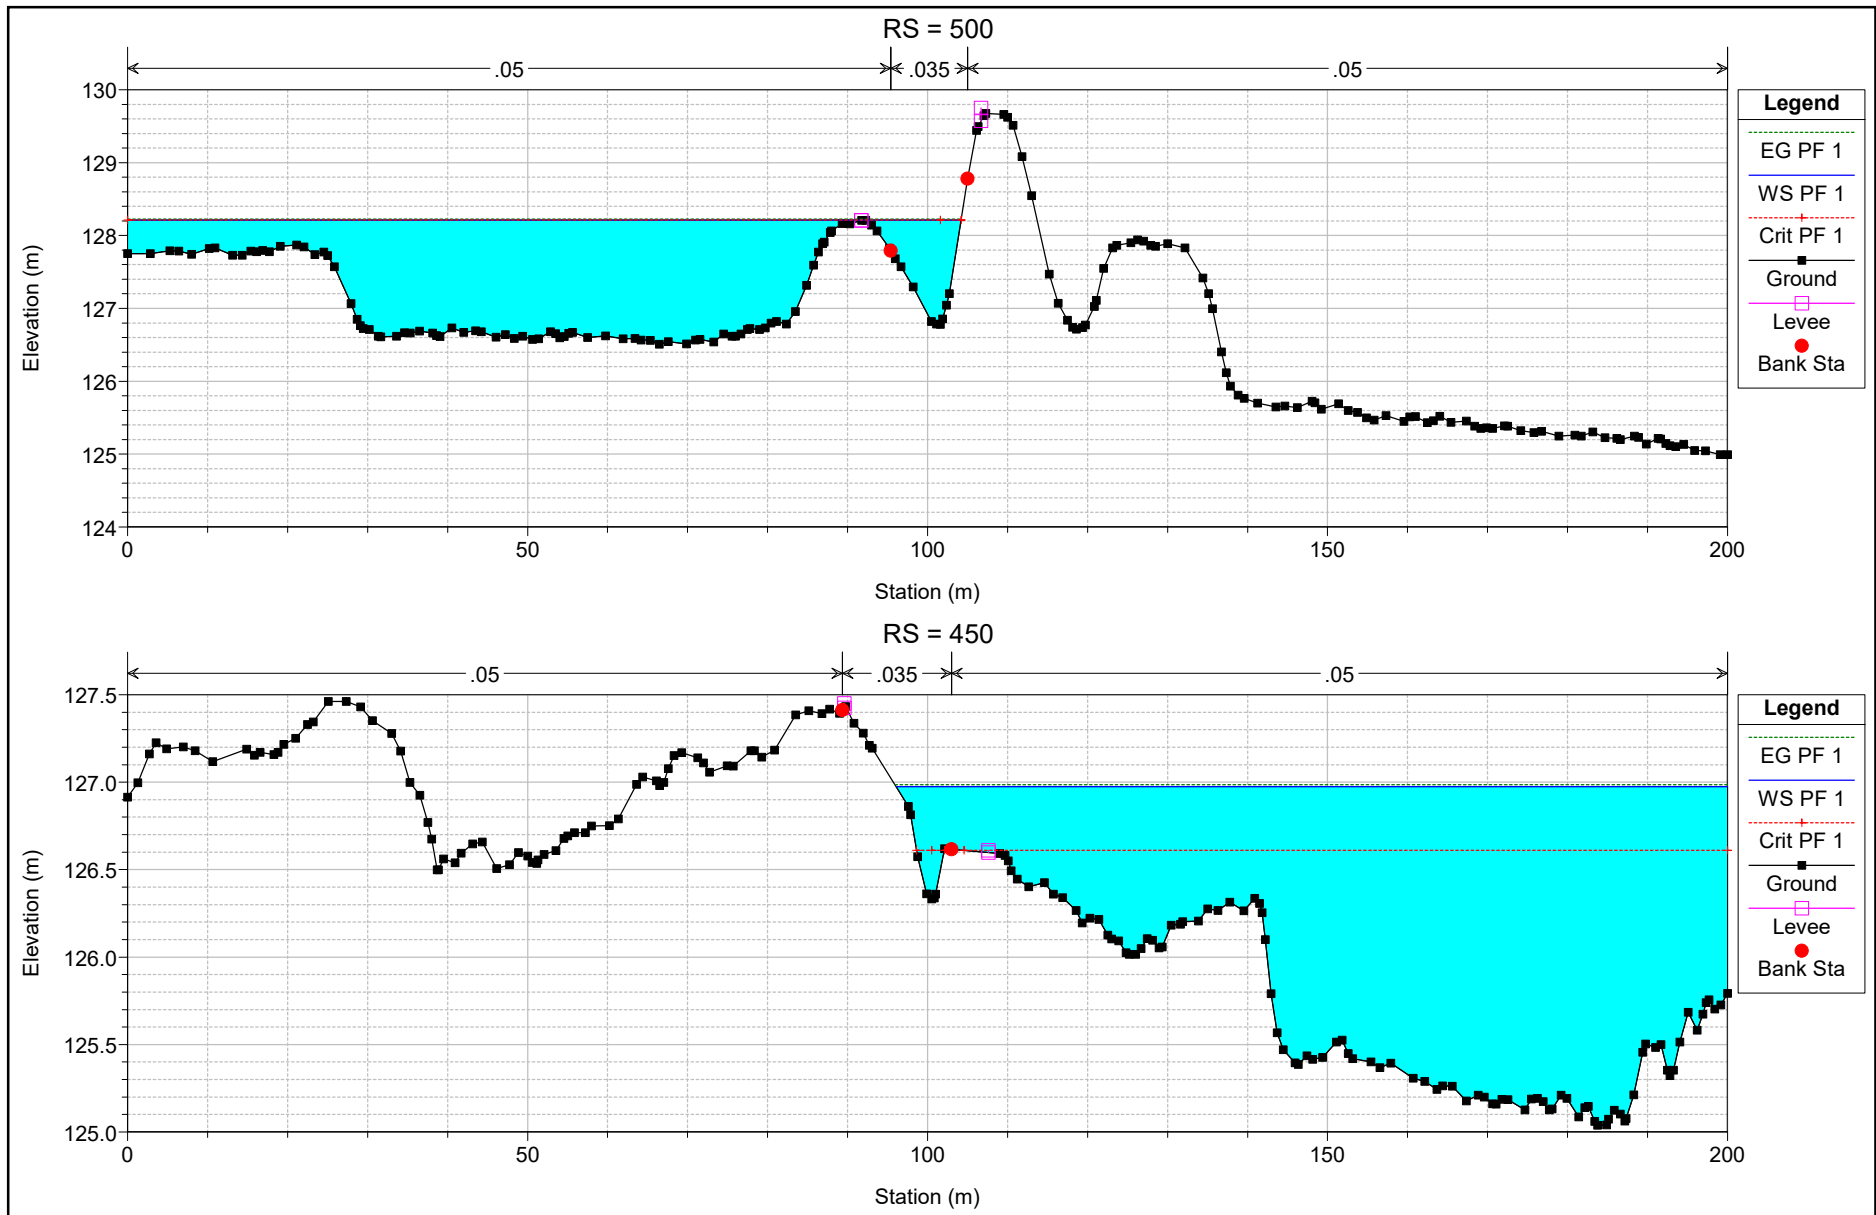 RS = 500
.05 .035 .05
130
129
128
127
126
125
124
Elevation (m)
0 50 100 150 200
Station (m)
Legend
EG PF 1
WS PF 1
Crit PF 1
Ground
Levee
Bank Sta
RS = 450
.05 .035 .05
127.5
127.0
126.5
126.0
125.5
125.0
Elevation (m)
0 50 100 150 200
Station (m)
Legend
EG PF 1
WS PF 1
Crit PF 1
Ground
Levee
Bank Sta